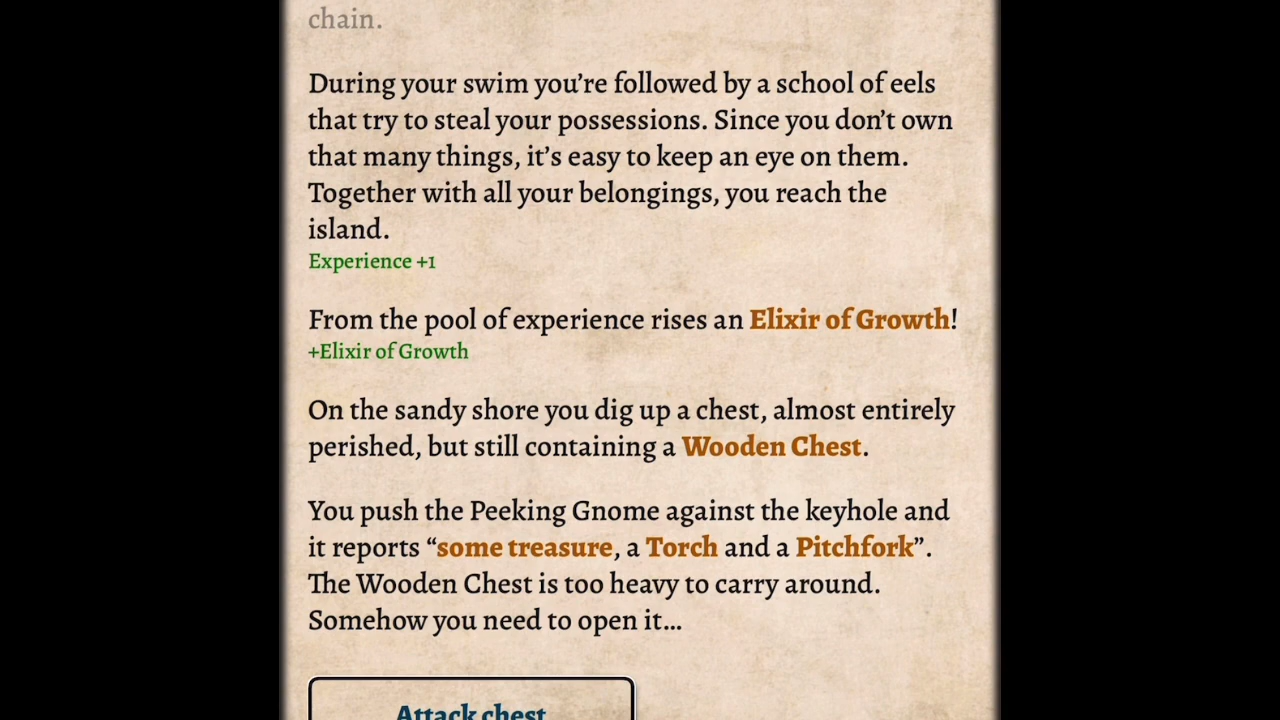 chain.
During your swim you’re followed by a school of eels
that try to steal your possessions. Since you don’t own
that many things, it’s easy to keep an eye on them.
Together with all your belongings, you reach the
island.
Experience +1
From the pool of experience rises an Elixir of Growth!
+Elixir of Growth
On the sandy shore you dig up a chest, almost entirely
perished, but still containing a Wooden Chest.
You push the Peeking Gnome against the keyhole and
it reports “some treasure, a Torch and a Pitchfork”.
The Wooden Chest is too heavy to carry around.
Somehow you need to open it...
Attack chest